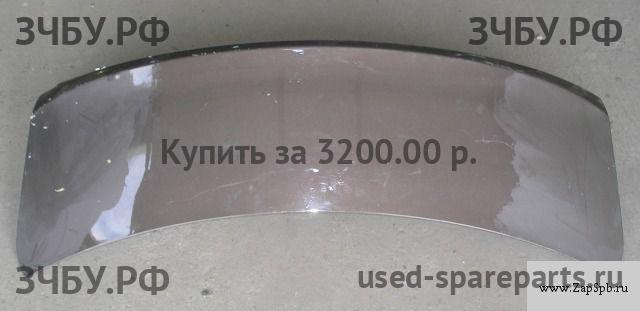 ЗЧБУ.РФ ЗЧБУ.РФ
Купить за 3200.00 р.
ЗЧБУ.РФ used-spareparts.ru
www.ZapSpb.ru